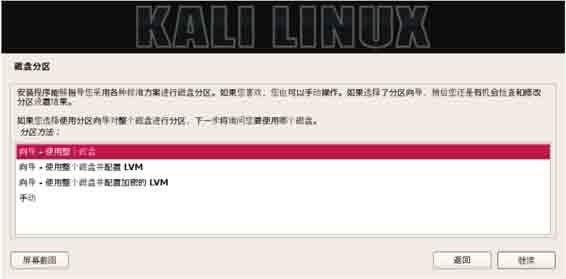 KALI LINUX
磁盘分区
安装程序能够指导您采用各种标准方案进行磁盘分区。如果您喜欢,您也可以手动操作。如果选择了分区向导,稍后您还是有机会检查和修改
分区设置结果。
如果您选择使用分区向导对整个磁盘进行分区,下一步将询问您要使用哪个磁盘。
分区方法:
向导 - 使用整个磁盘
向导 - 使用整个磁盘并配置 LVM
向导 - 使用整个磁盘并配置加密的 LVM
手动
屏幕截图
返回
继续